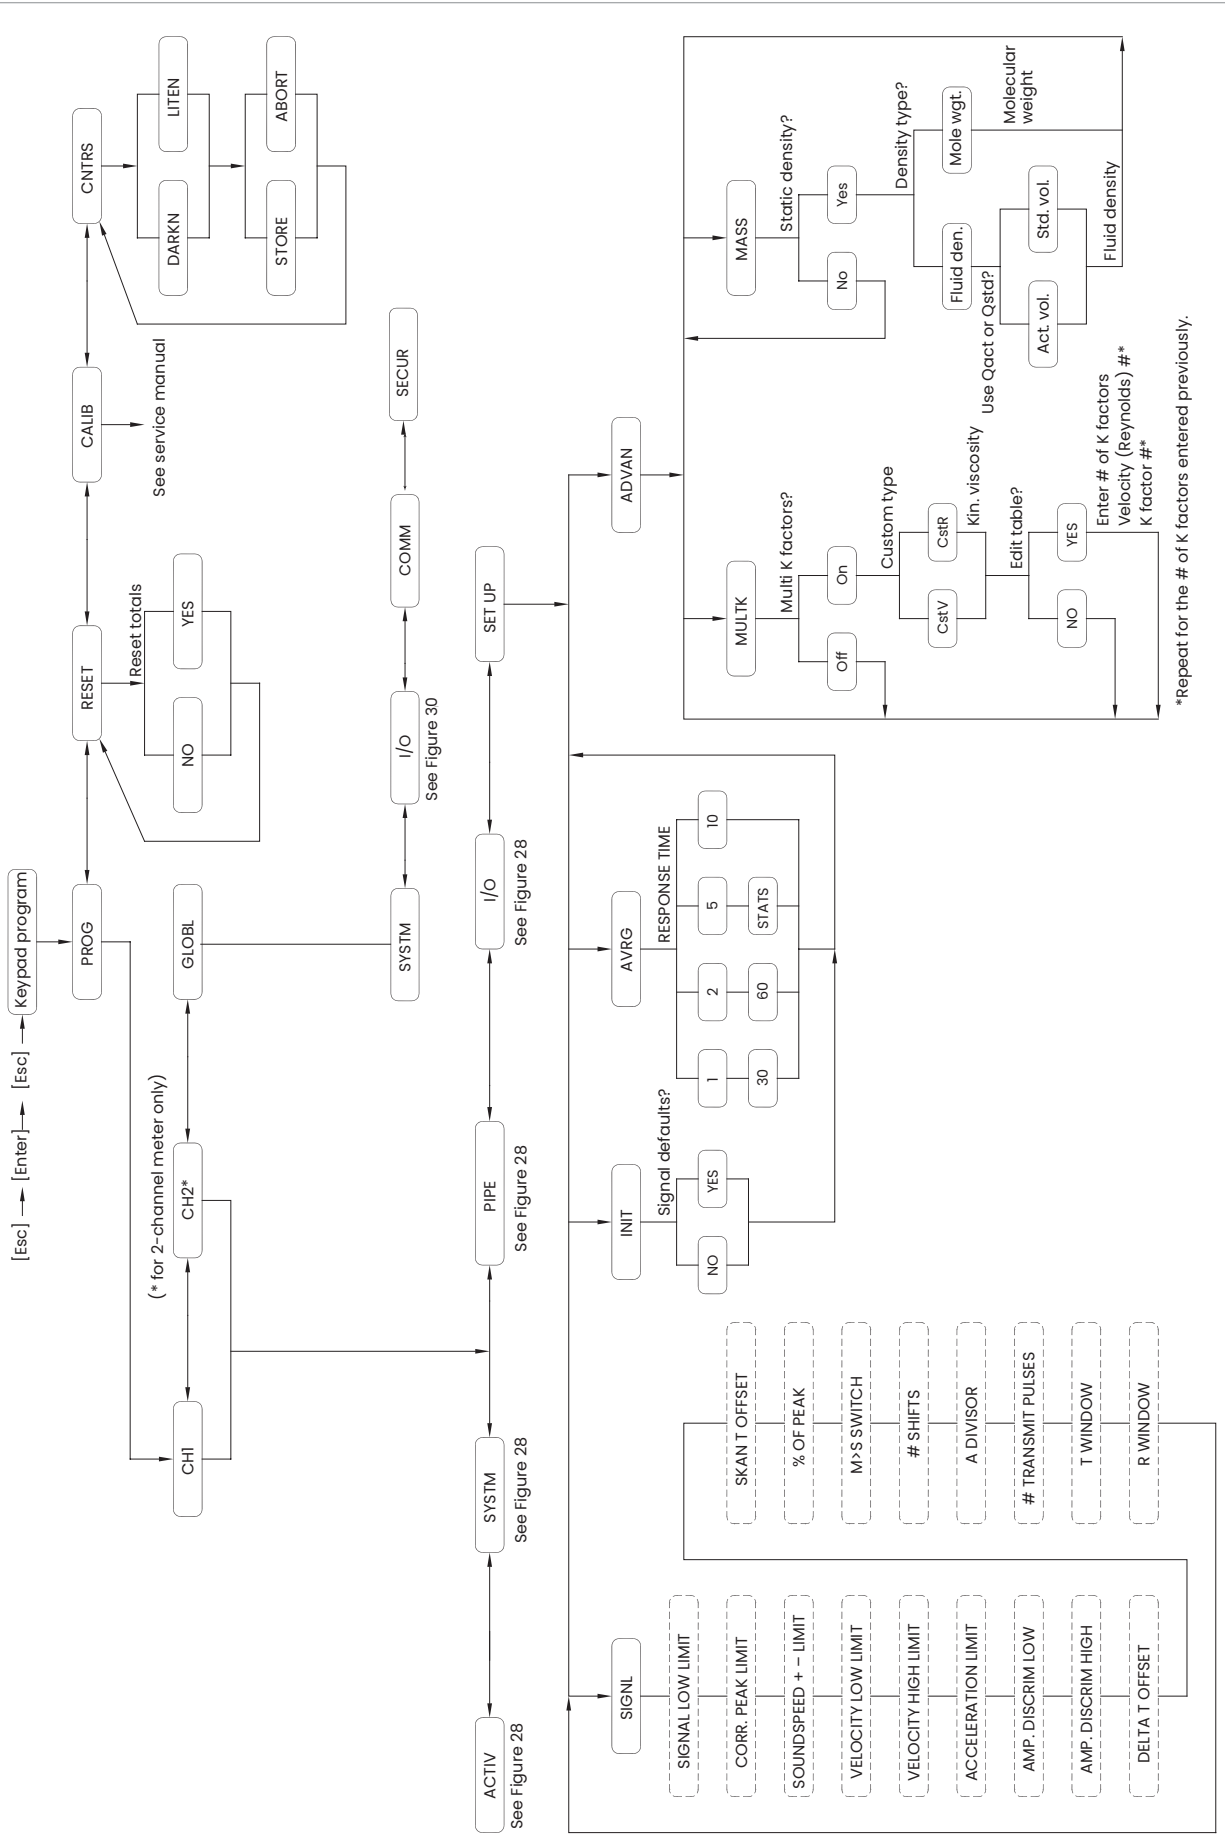 [Esc]
[Enter]
[Esc]
Keypad program
PROG
RESET
CALIB
CNTRS
Reset totals
NO
YES
See service manual
DARKN
LITEN
STORE
ABORT
(* for 2-channel meter only)
CH1
CH2*
GLOBL
SYSTM
I/O
See Figure 30
COMM
SECUR
ACTIV
See Figure 28
SYSTM
See Figure 28
PIPE
See Figure 28
I/O
See Figure 28
SET UP
SIGNL
SIGNAL LOW LIMIT
CORR. PEAK LIMIT
SOUNDSPEED + - LIMIT
VELOCITY LOW LIMIT
VELOCITY HIGH LIMIT
ACCELERATION LIMIT
AMP. DISCRIM LOW
AMP. DISCRIM HIGH
DELTA T OFFSET
SKAN T OFFSET
% OF PEAK
M>S SWITCH
# SHIFTS
A DIVISOR
# TRANSMIT PULSES
T WINDOW
R WINDOW
INIT
Signal defaults?
NO
YES
AVRG
RESPONSE TIME
1
2
5
10
30
60
STATS
ADVAN
MULTK
Multi K factors?
Off
On
Custom type
CstV
CstR
Kin. viscosity
Edit table?
NO
YES
Enter # of K factors
Velocity (Reynolds) #*
K factor #*
MASS
Static density?
No
Yes
Density type?
Fluid den.
Mole wgt.
Use Qact or Qstd?
Act. vol.
Std. vol.
Molecular
weight
Fluid density
*Repeat for the # of K factors entered previously.